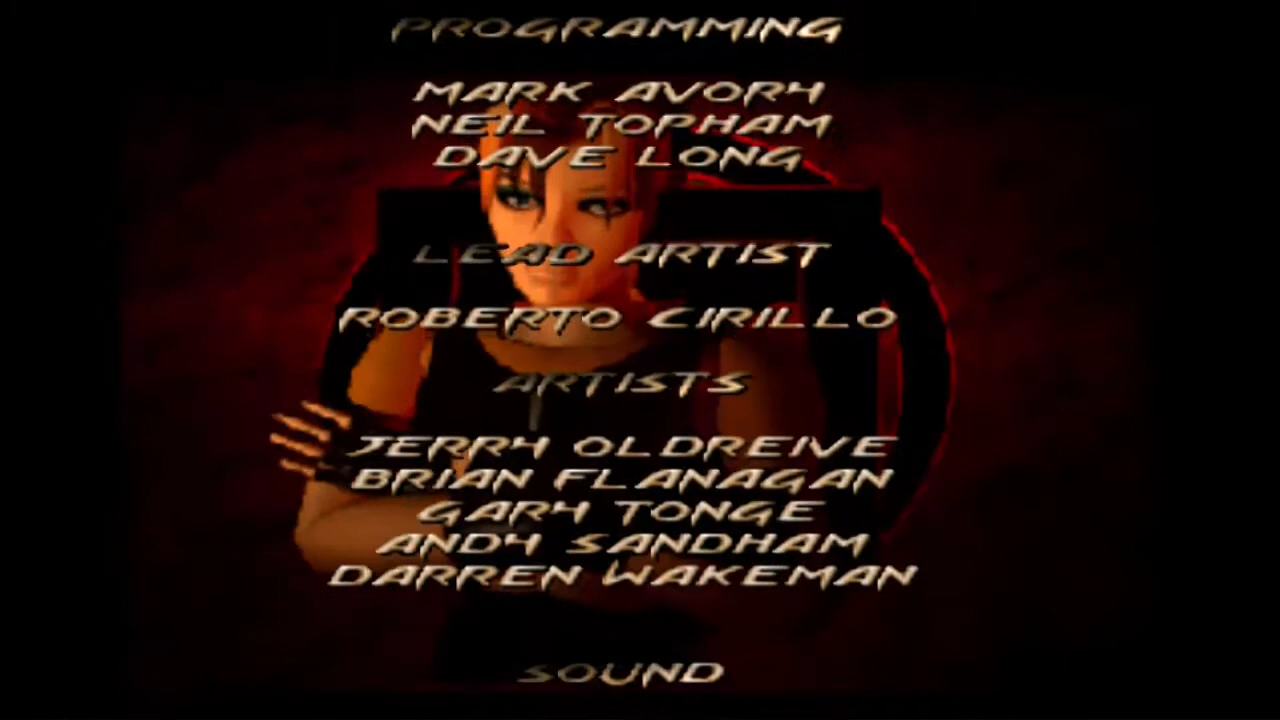 PROGRAMMING
MARK AVORY
NEIL TOPHAM
DAVE LONG
LEAD ARTIST
ROBERTO CIRILLO
ARTISTS
JERRY OLDREIVE
BRIAN FLANAGAN
GARY TONGE
ANDY SANDHAM
DARREN WAKEMAN
SOUND